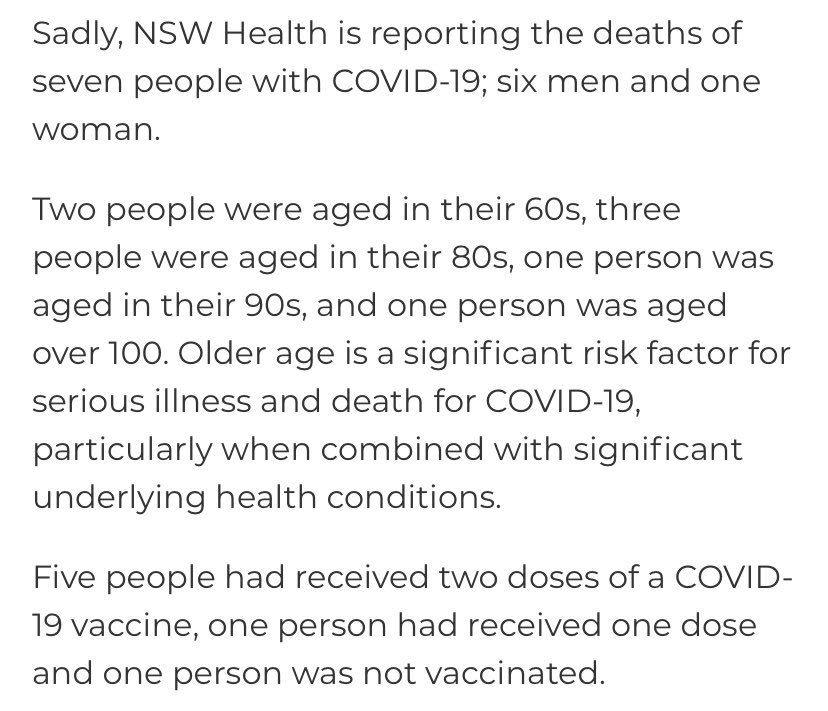 Sadly, NSW Health is reporting the deaths of
seven people with COVID-19; six men and one
woman.
Two people were aged in their 60s, three
people were aged in their 80s, one person was
aged in their 90s, and one person was aged
over 100. Older age is a significant risk factor for
serious illness and death for COVID-19,
particularly when combined with significant
underlying health conditions.
Five people had received two doses of a COVID-
19 vaccine, one person had received one dose
and one person was not vaccinated.